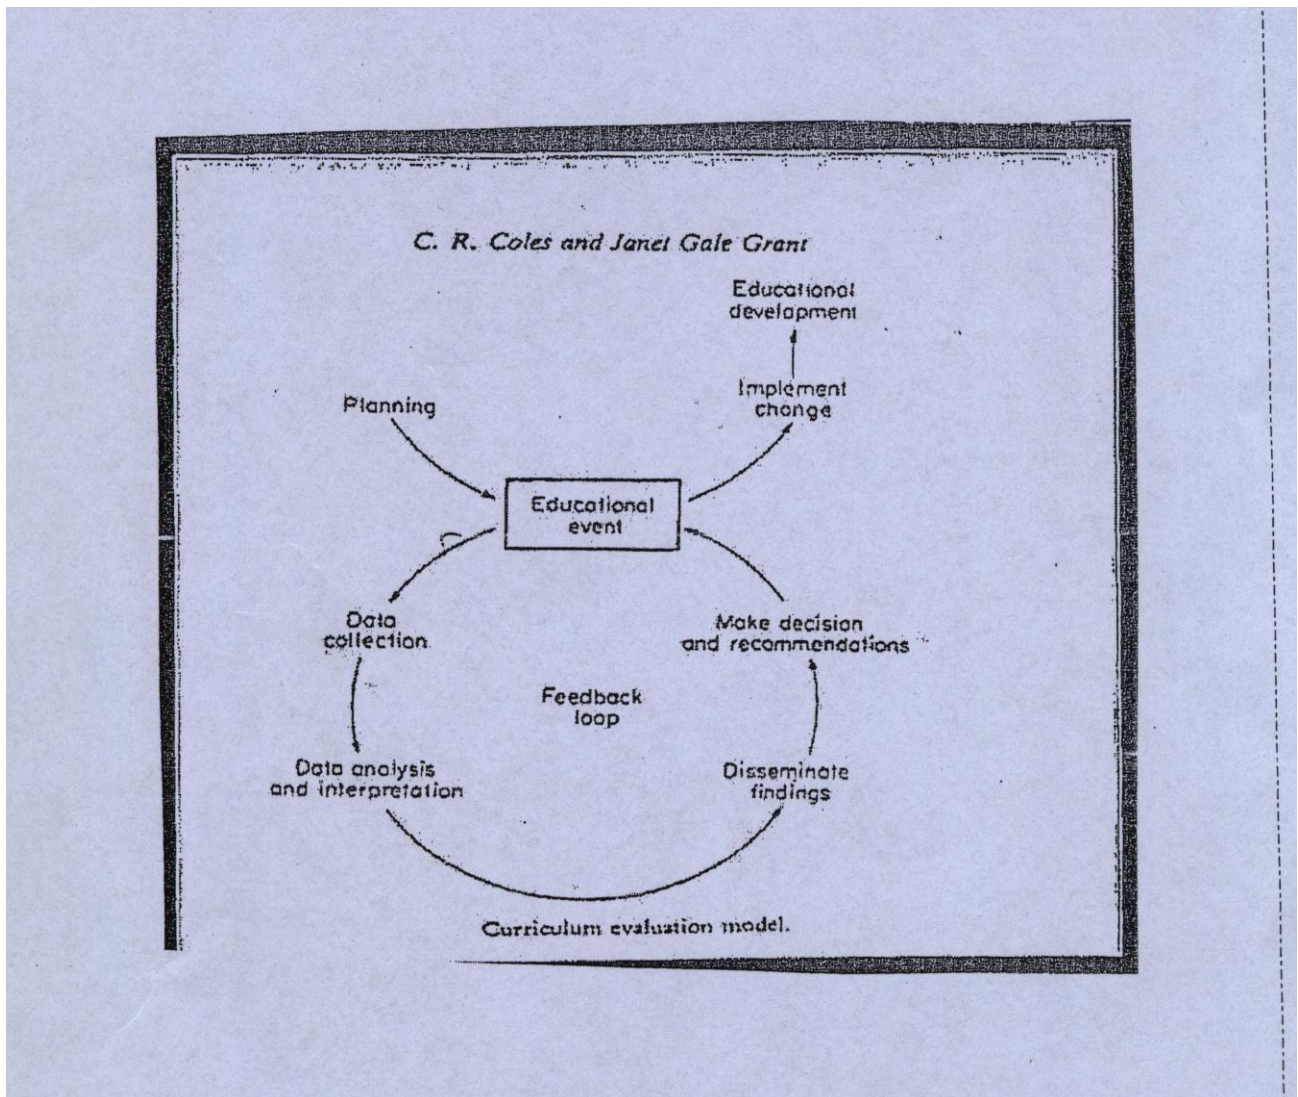 C. R. Coles and Janet Gale Grant
Educational
development
Implement
change
Planning
Educational
event
Data
collection
Make decision
and recommendations
Feedback
loop
Data analysis
and interpretation
Disseminate
findings
Curriculum evaluation model.